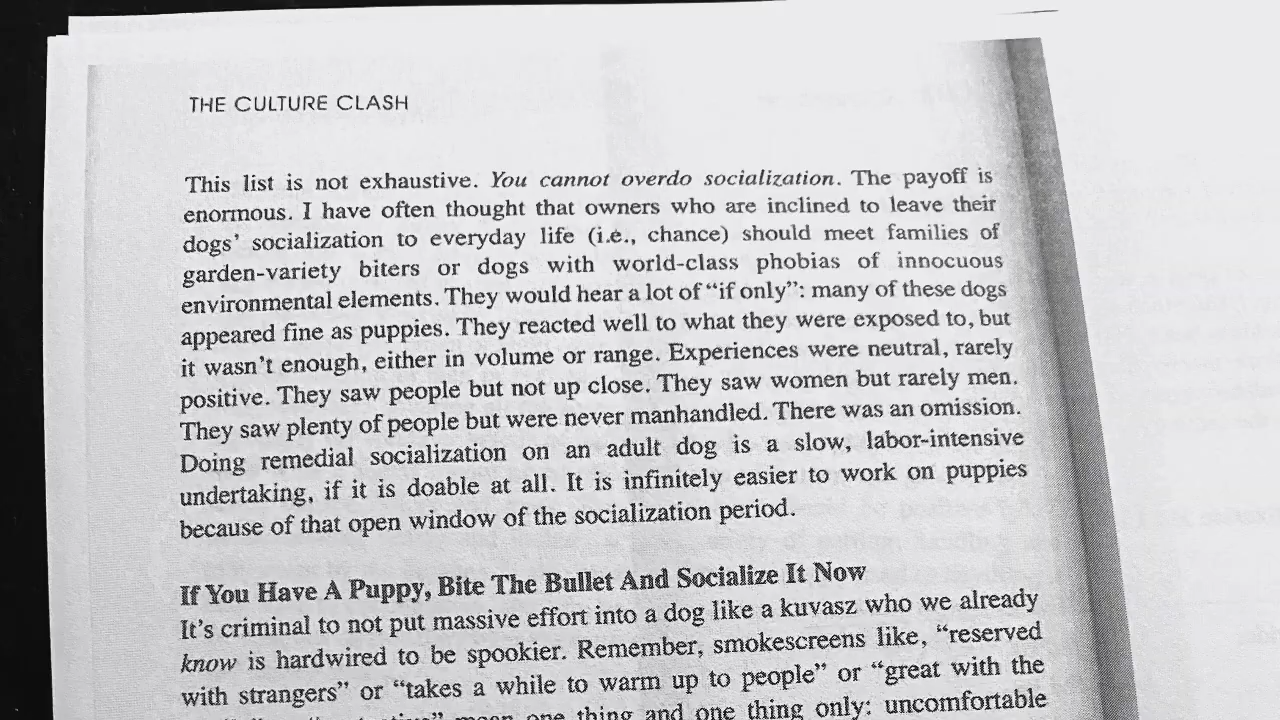 THE CULTURE CLASH
This list is not exhaustive. You cannot overdo socialization. The payoff is
enormous. I have often thought that owners who are inclined to leave their
dogs’ socialization to everyday life (i.e., chance) should meet families of
garden-variety biters or dogs with world-class phobias of innocuous
environmental elements. They would hear a lot of “if only”: many of these dogs
appeared fine as puppies. They reacted well to what they were exposed to, but
it wasn’t enough, either in volume or range. Experiences were neutral, rarely
positive. They saw people but not up close. They saw women but rarely men.
They saw plenty of people but were never manhandled. There was an omission.
Doing remedial socialization on an adult dog is a slow, labor-intensive
undertaking, if it is doable at all. It is infinitely easier to work on puppies
because of that open window of the socialization period.
If You Have A Puppy, Bite The Bullet And Socialize It Now
It’s criminal to not put massive effort into a dog like a kuvasz who we already
know is hardwired to be spookier. Remember, smokescreens like, “reserved
with strangers” or “takes a while to warm up to people” or “great with the
mean one thing and one thing only: uncomfortable